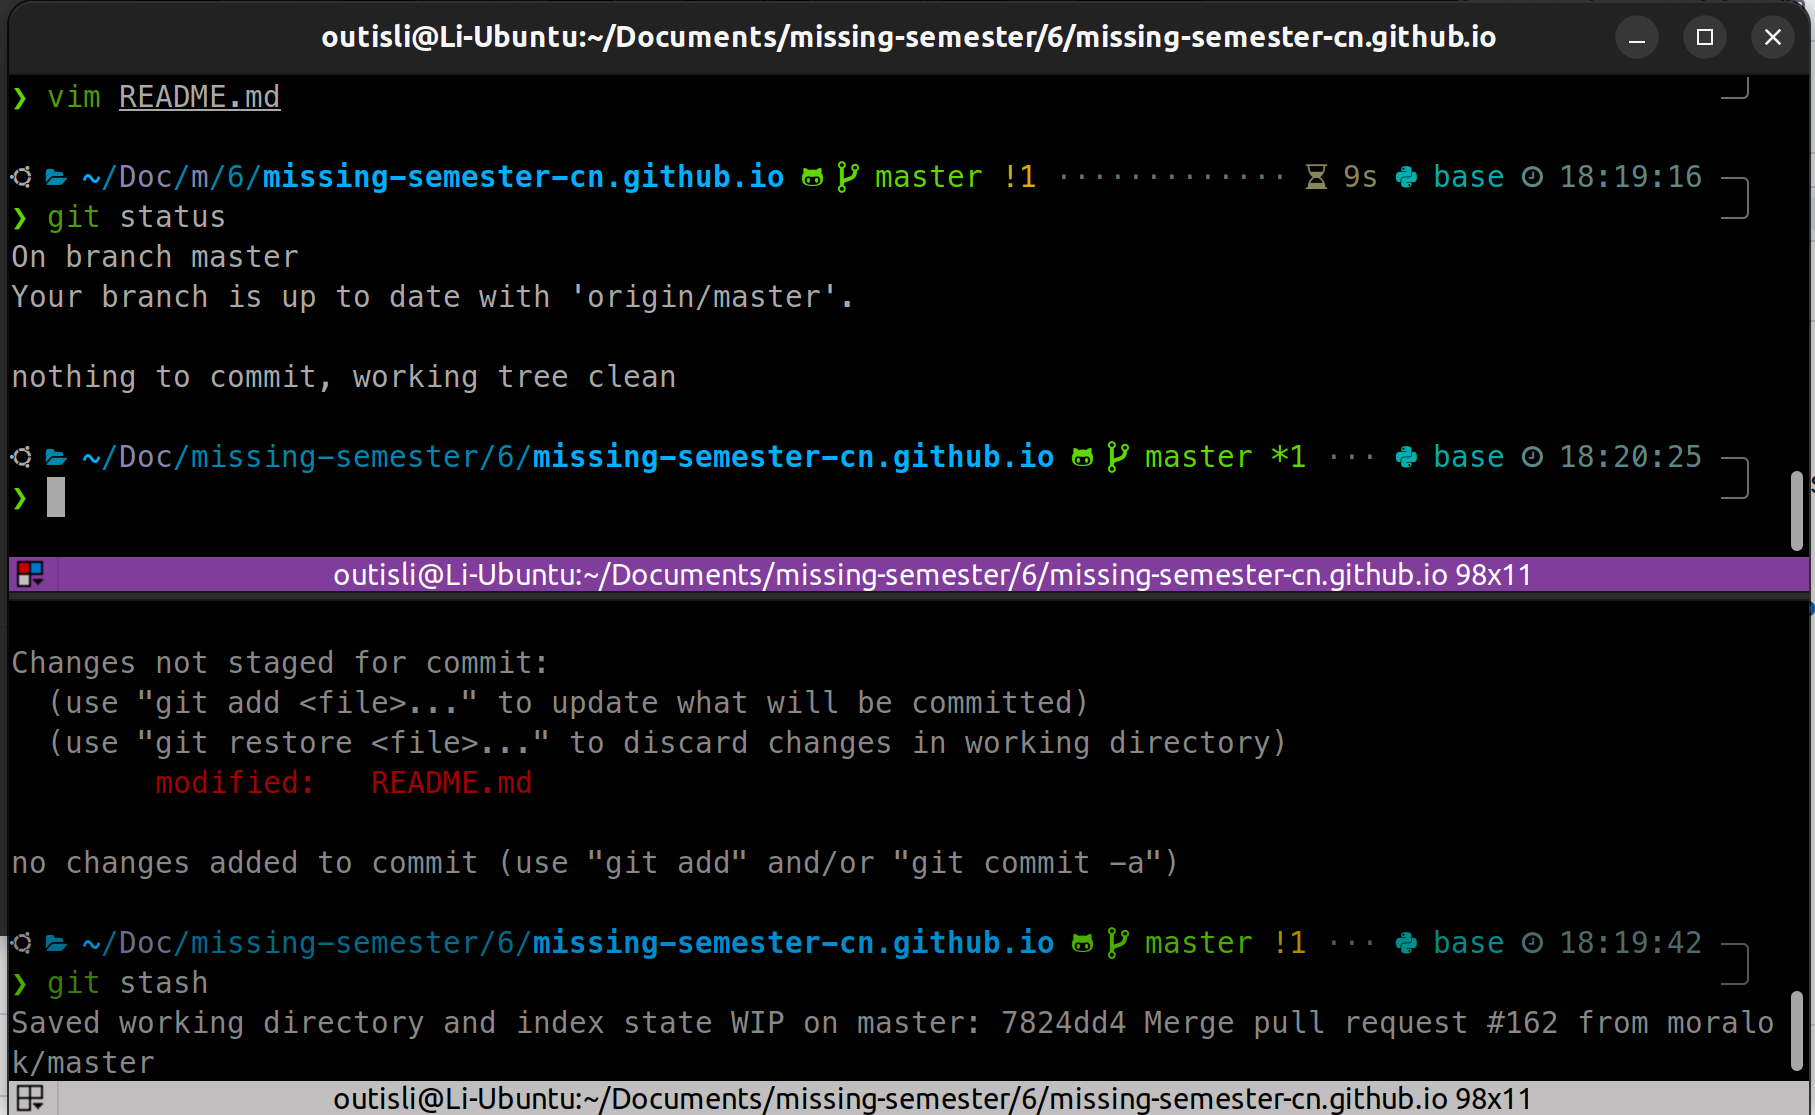 outisli@Li-Ubuntu:~/Documents/missing-semester/6/missing-semester-cn.github.io
❯ vim README.md
~/Doc/m/6/missing-semester-cn.github.io master !1 ············· 9s base 18:19:16
❯ git status
On branch master
Your branch is up to date with 'origin/master'.
nothing to commit, working tree clean
~/Doc/missing-semester/6/missing-semester-cn.github.io master *1 ··· base 18:20:25
❯
outisli@Li-Ubuntu:~/Documents/missing-semester/6/missing-semester-cn.github.io 98x11
Changes not staged for commit:
  (use "git add <file>..." to update what will be committed)
  (use "git restore <file>..." to discard changes in working directory)
        modified:   README.md
no changes added to commit (use "git add" and/or "git commit -a")
~/Doc/missing-semester/6/missing-semester-cn.github.io master !1 ··· base 18:19:42
❯ git stash
Saved working directory and index state WIP on master: 7824dd4 Merge pull request #162 from moralo
k/master
outisli@Li-Ubuntu:~/Documents/missing-semester/6/missing-semester-cn.github.io 98x11